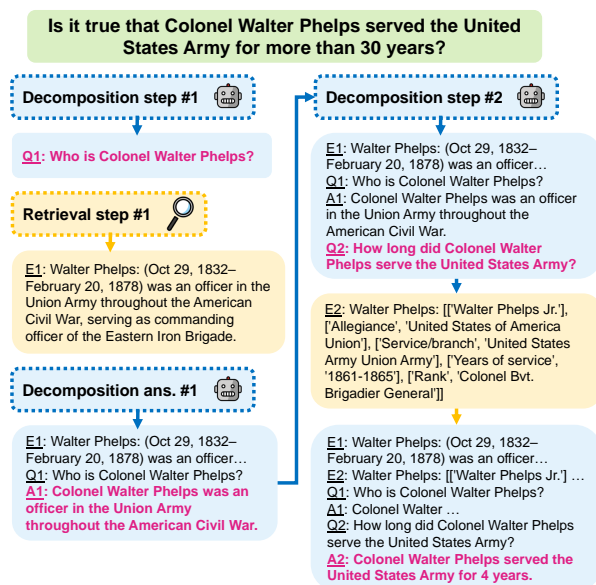 Is it true that Colonel Walter Phelps served the United
States Army for more than 30 years?
Decomposition step #1
Q1: Who is Colonel Walter Phelps?
Retrieval step #1
E1: Walter Phelps: (Oct 29, 1832–
February 20, 1878) was an officer in the
Union Army throughout the American
Civil War, serving as commanding
officer of the Eastern Iron Brigade.
Decomposition ans. #1
E1: Walter Phelps: (Oct 29, 1832–
February 20, 1878) was an officer…
Q1: Who is Colonel Walter Phelps?
A1: Colonel Walter Phelps was an
officer in the Union Army
throughout the American Civil War.
Decomposition step #2
E1: Walter Phelps: (Oct 29, 1832–
February 20, 1878) was an officer…
Q1: Who is Colonel Walter Phelps?
A1: Colonel Walter Phelps was an officer
in the Union Army throughout the
American Civil War.
Q2: How long did Colonel Walter
Phelps serve the United States Army?
E2: Walter Phelps: [['Walter Phelps Jr.'],
['Allegiance', 'United States of America
Union'], ['Service/branch', 'United States
Army Union Army'], ['Years of service',
'1861-1865'], ['Rank', 'Colonel Bvt.
Brigadier General']]
E1: Walter Phelps: (Oct 29, 1832–
February 20, 1878) was an officer…
E2: Walter Phelps: [['Walter Phelps Jr.'] …
Q1: Who is Colonel Walter Phelps?
A1: Colonel Walter …
Q2: How long did Colonel Walter Phelps
serve the United States Army?
A2: Colonel Walter Phelps served the
United States Army for 4 years.